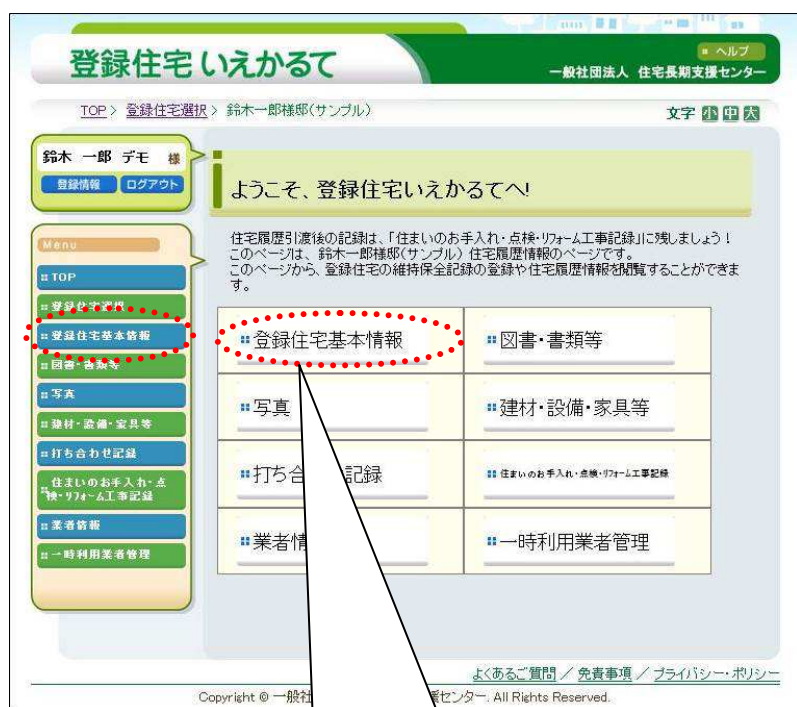 登録住宅 いえかるて
ヘルプ
一般社団法人 住宅長期支援センター
TOP > 登録住宅選択 > 鈴木一郎様邸(サンプル)
文字 小 中 大
鈴木 一郎 デモ 様
登録情報 ログアウト
ようこそ、登録住宅いえかるてへ!
住宅履歴引渡後の記録は、「住まいのお手入れ・点検・リフォーム工事記録」に残しましょう!
このページは、鈴木一郎様邸(サンプル) 住宅履歴情報のページです。
このページから、登録住宅の維持保全記録の登録や住宅履歴情報を閲覧することができま
す。
Menu
TOP
登録住宅選択
登録住宅基本情報
図書・書類等
写真
建材・設備・家具等
打ち合わせ記録
住まいのお手入れ・点
検・リフォーム工事記録
業者情報
一時利用業者管理
登録住宅基本情報
図書・書類等
写真
建材・設備・家具等
打ち合 記録
住まいのお手入れ・点検・リフォーム工事記録
業者情
一時利用業者管理
よくあるご質問 / 免責事項 / プライバシー・ポリシー
Copyright © 一般社 援センター. All Rights Reserved.